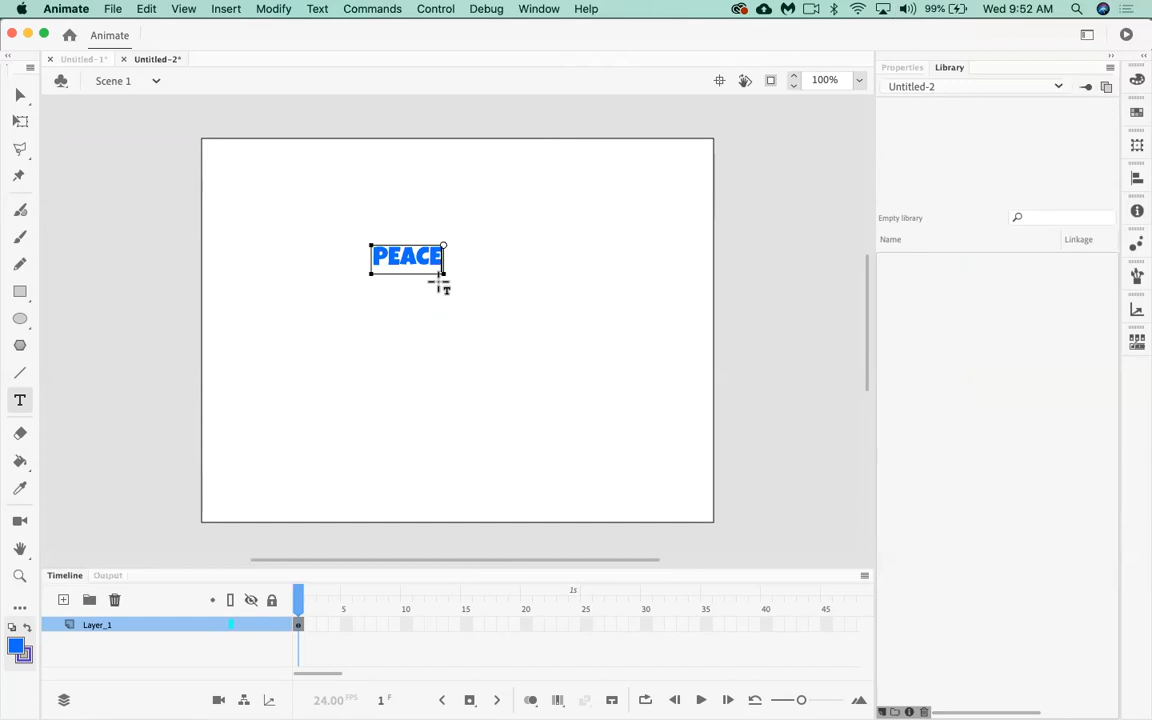 Animate File Edit View Insert Modify Text Commands Control Debug Window Help 99% Wed 9:52 AM
Animate
Untitled-1* Untitled-2*
Scene 1 100%
Properties Library
Untitled-2
PEACE
T
Empty library
Name Linkage
T
Timeline Output
1s
5 10 15 20 25 30 35 40 45
Layer_1
24.00 FPS 1 F